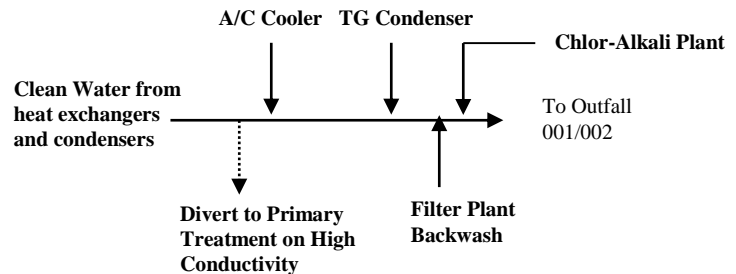 A/C Cooler
TG Condenser
Chlor-Alkali Plant
Clean Water from
heat exchangers
and condensers
To Outfall
001/002
Divert to Primary
Treatment on High
Conductivity
Filter Plant
Backwash